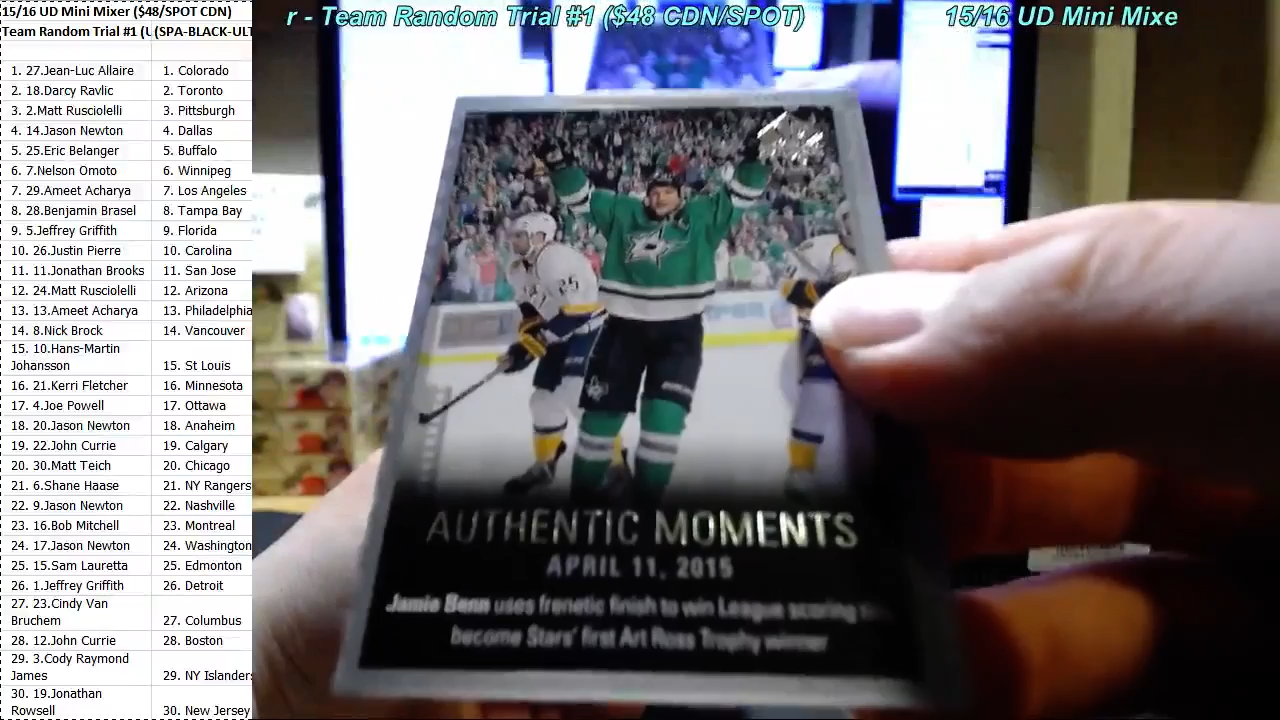 15/16 UD Mini Mixer ($48/SPOT CDN)
Team Random Trial #1 (U (SPA-BLACK-ULT
1. 27.Jean-Luc Allaire 1. Colorado
2. 18.Darcy Ravlic 2. Toronto
3. 2.Matt Rusciolelli 3. Pittsburgh
4. 14.Jason Newton 4. Dallas
5. 25.Eric Belanger 5. Buffalo
6. 7.Nelson Omoto 6. Winnipeg
7. 29.Ameet Acharya 7. Los Angeles
8. 28.Benjamin Brasel 8. Tampa Bay
9. 5.Jeffrey Griffith 9. Florida
10. 26.Justin Pierre 10. Carolina
11. 11.Jonathan Brooks 11. San Jose
12. 24.Matt Rusciolelli 12. Arizona
13. 13.Ameet Acharya 13. Philadelphia
14. 8.Nick Brock 14. Vancouver
15. 10.Hans-Martin
Johansson 15. St Louis
16. 21.Kerri Fletcher 16. Minnesota
17. 4.Joe Powell 17. Ottawa
18. 20.Jason Newton 18. Anaheim
19. 22.John Currie 19. Calgary
20. 30.Matt Teich 20. Chicago
21. 6.Shane Haase 21. NY Rangers
22. 9.Jason Newton 22. Nashville
23. 16.Bob Mitchell 23. Montreal
24. 17.Jason Newton 24. Washington
25. 15.Sam Lauretta 25. Edmonton
26. 1.Jeffrey Griffith 26. Detroit
27. 23.Cindy Van
Bruchem 27. Columbus
28. 12.John Currie 28. Boston
29. 3.Cody Raymond
James 29. NY Islanders
30. 19.Jonathan
Rowsell 30. New Jersey
r - Team Random Trial #1 ($48 CDN/SPOT) 15/16 UD Mini Mixe
AUTHENTIC MOMENTS
APRIL 11, 2015
Jamie Benn uses frenetic finish to win League scoring
become Stars' first Art Ross Trophy winner